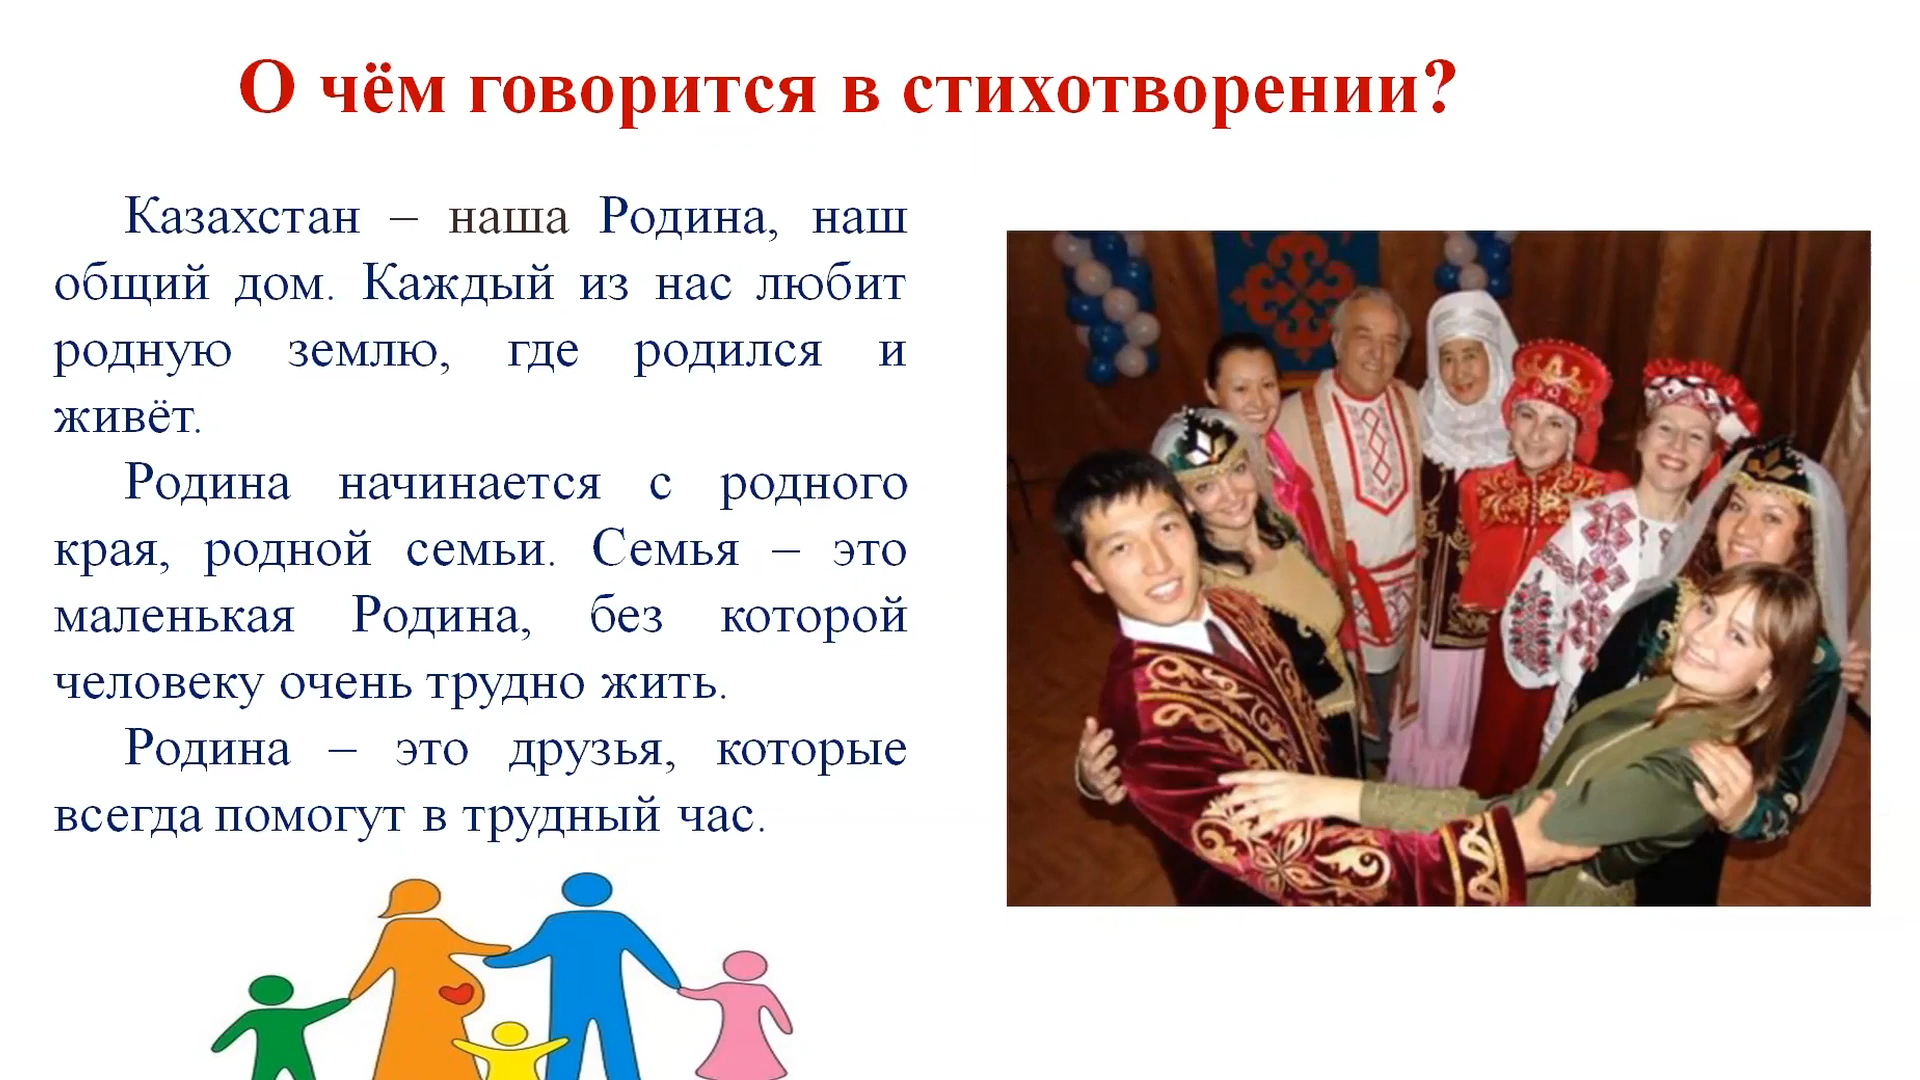 О чём говорится в стихотворении?
Казахстан – наша Родина, наш
общий дом. Каждый из нас любит
родную землю, где родился и
живёт.
Родина начинается с родного
края, родной семьи. Семья – это
маленькая Родина, без которой
человеку очень трудно жить.
Родина – это друзья, которые
всегда помогут в трудный час.